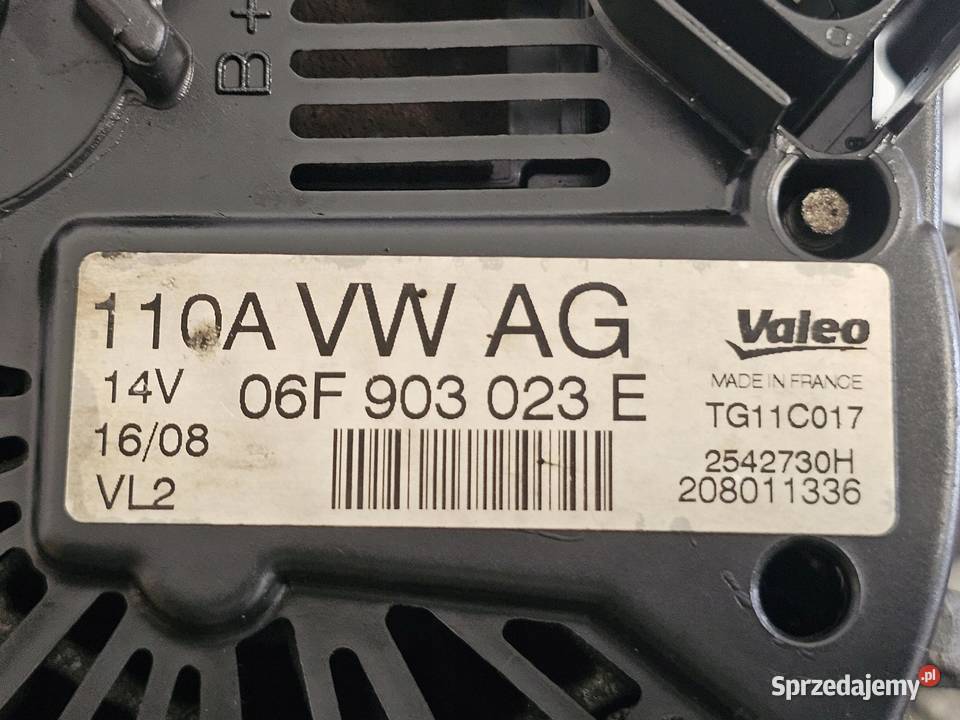 B+
110A VW AG
14V 06F 903 023 E
16/08
VL2
Valeo
MADE IN FRANCE
TG11C017
2542730H
208011336
Sprzedajemy.pl